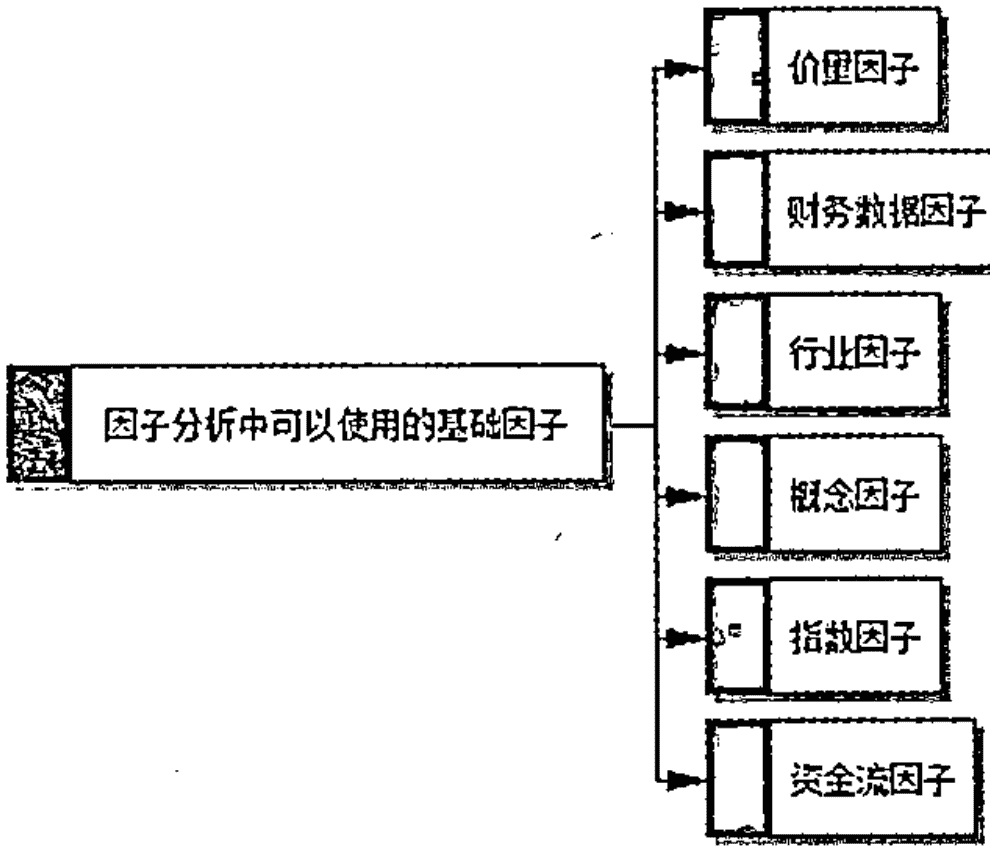 价量因子
财务数据因子
行业因子
因子分析中可以使用的基础因子
概念因子
指数因子
资金流因子